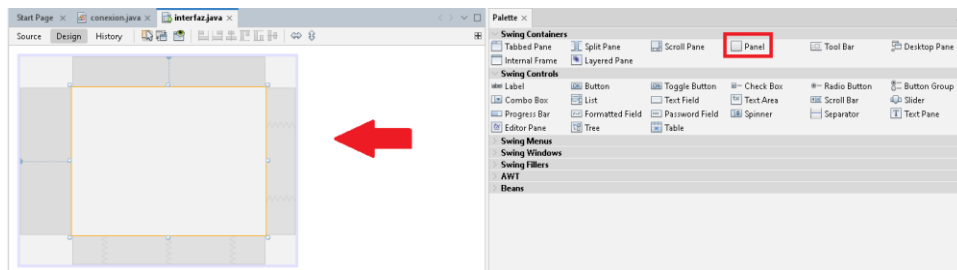 Start Page conexion.java interfaz.java
Source Design History
Palette
Swing Containers
Tabbed Pane Split Pane Scroll Pane Panel Tool Bar Desktop Pane
Internal Frame Layered Pane
Swing Controls
Label Button Toggle Button Check Box Radio Button Button Group
Combo Box List Text Field Text Area Scroll Bar Slider
Progress Bar Formatted Field Password Field Spinner Separator Text Pane
Editor Pane Tree Table
Swing Menus
Swing Windows
Swing Fillers
AWT
Beans